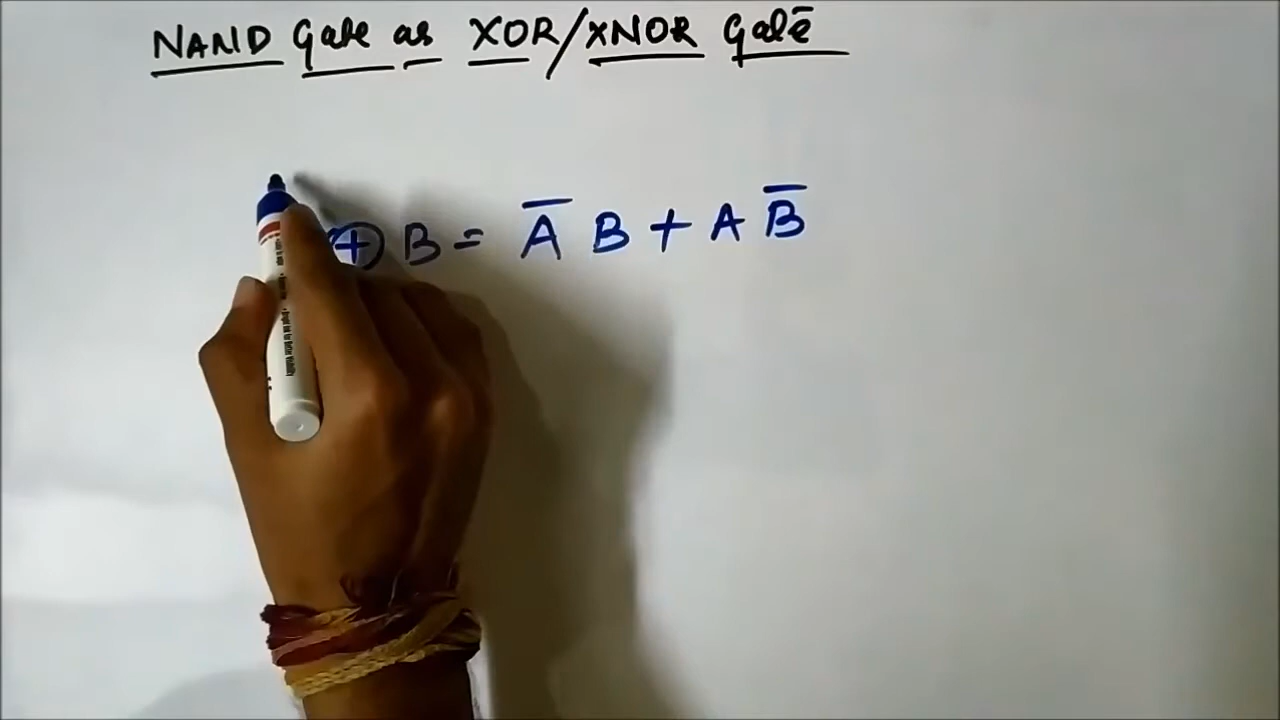 NAND Gate as XOR/XNOR Gate
⊕ B = A̅ B + A B̅